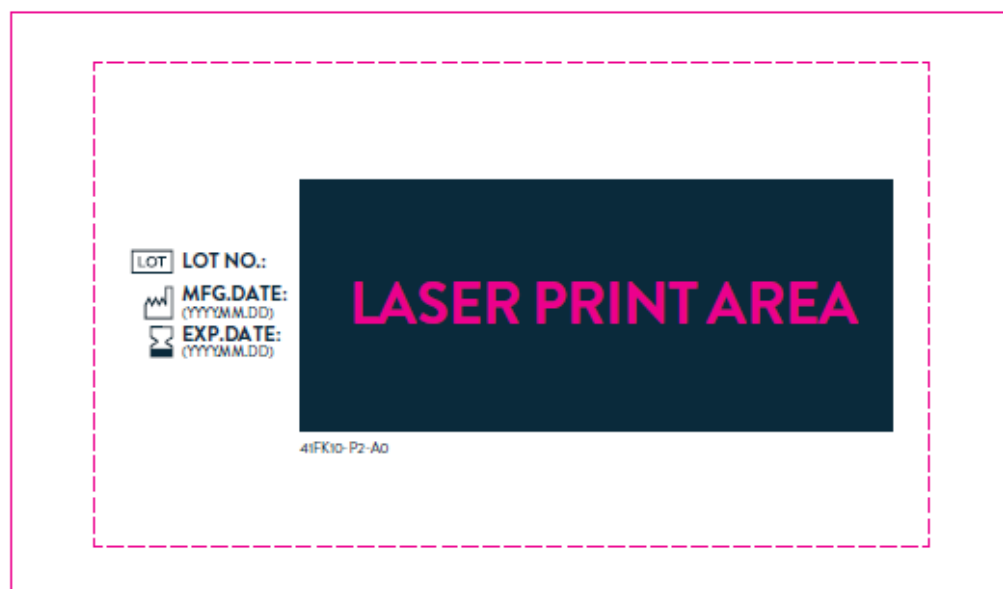 LOT LOT NO.:
MFG.DATE:
(YYYY.MM.DD)
EXP.DATE:
(YYYY.MM.DD)
LASER PRINT AREA
41FK10-P2-A0